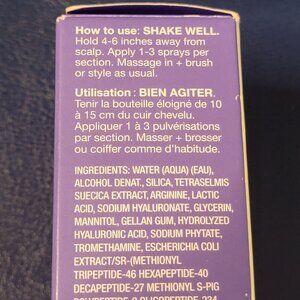 How to use: SHAKE WELL.
Hold 4-6 inches away from
scalp. Apply 1-3 sprays per
section. Massage in + brush
or style as usual.
Utilisation : BIEN AGITER.
Tenir la bouteille éloigné de 10
à 15 cm du cuir chevelu.
Appliquer 1 à 3 pulvérisations
par section. Masser + brosser
ou coiffer comme d'habitude.
INGREDIENTS: WATER (AQUA) (EAU),
ALCOHOL DENAT., SILICA, TETRASELMIS
SUECICA EXTRACT, ARGININE, LACTIC
ACID, SODIUM HYALURONATE, GLYCERIN,
MANNITOL, GELLAN GUM, HYDROLYZED
HYALURONIC ACID, SODIUM PHYTATE,
TROMETHAMINE, ESCHERICHIA COLI
EXTRACT/SR-(METHIONYL
TRIPEPTIDE-46 HEXAPEPTIDE-40
DECAPEPTIDE-27 METHIONYL S-PIG